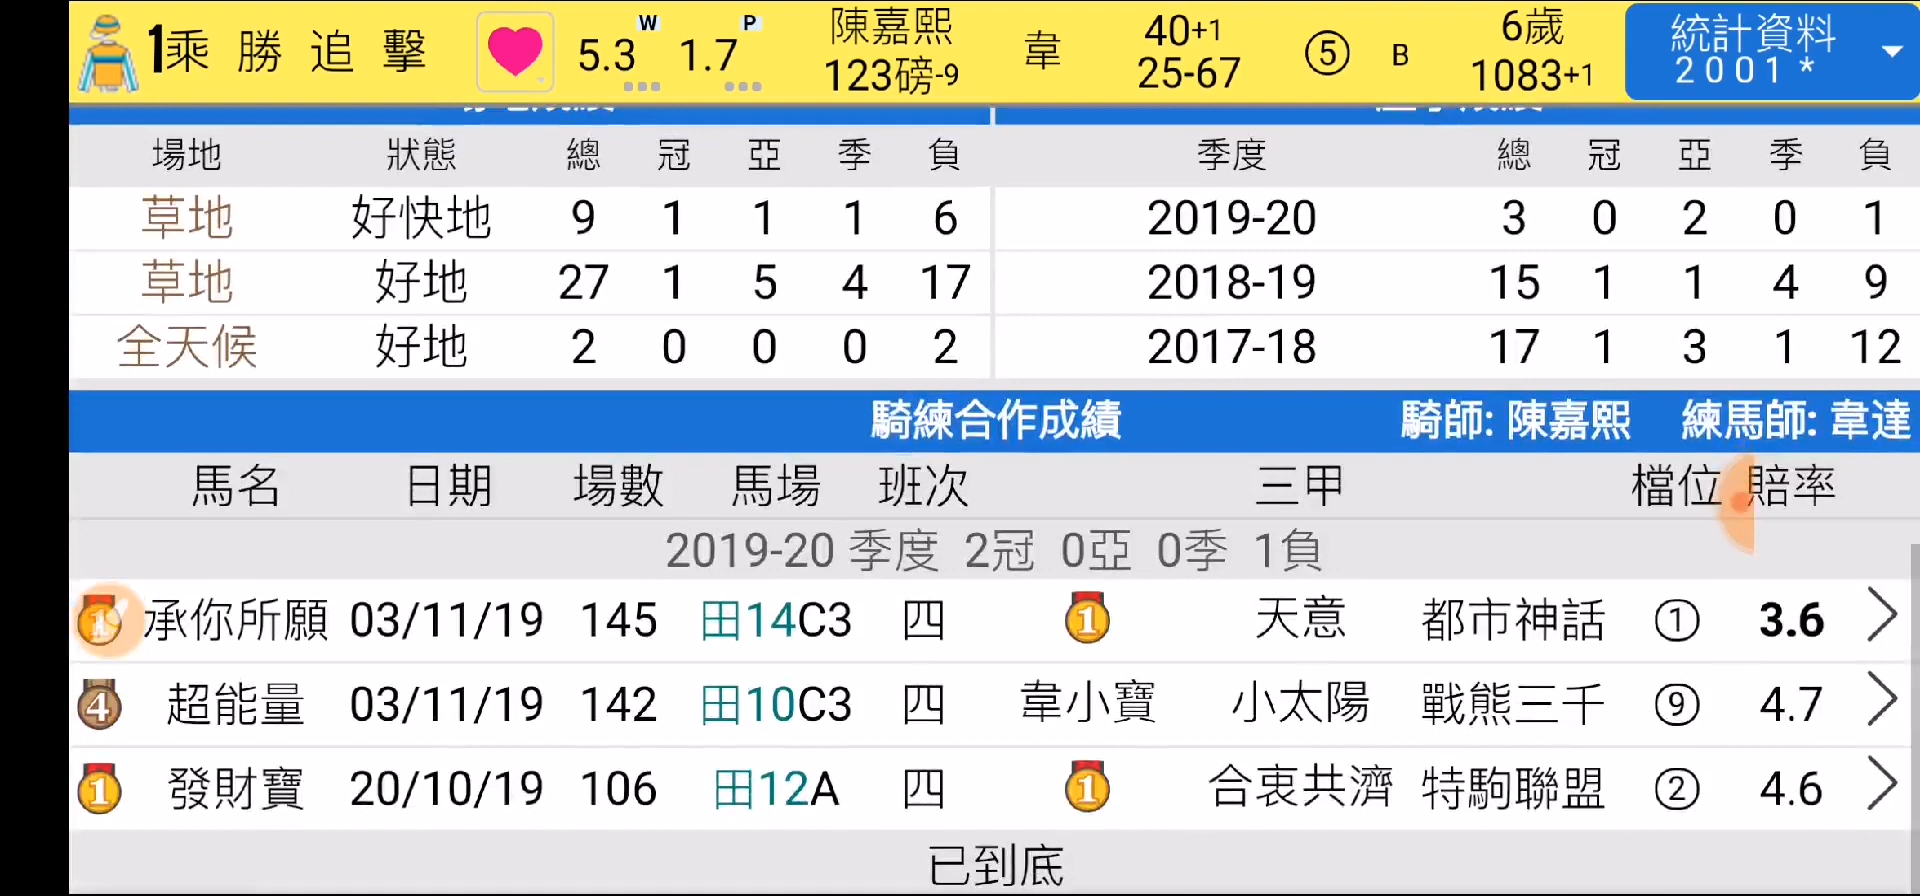 1乘勝追擊 5.3 W 1.7 P 陳嘉熙 123磅-9 韋 40+1 25-67 ⑤ B 6歲 1083+1 統計資料 2001*
場地 狀態 總 冠 亞 季 負 季度 總 冠 亞 季 負
草地 好快地 9 1 1 1 6 2019-20 3 0 2 0 1
草地 好地 27 1 5 4 17 2018-19 15 1 1 4 9
全天候 好地 2 0 0 0 2 2017-18 17 1 3 1 12
騎練合作成績 騎師: 陳嘉熙 練馬師: 韋達
馬名 日期 場數 馬場 班次 三甲 檔位 賠率
2019-20 季度 2冠 0亞 0季 1負
1 承你所願 03/11/19 145 田14C3 四 1 天意 都市神話 ① 3.6
4 超能量 03/11/19 142 田10C3 四 韋小寶 小太陽 戰熊三千 ⑨ 4.7
1 發財寶 20/10/19 106 田12A 四 1 合衷共濟 特駒聯盟 ② 4.6
已到底